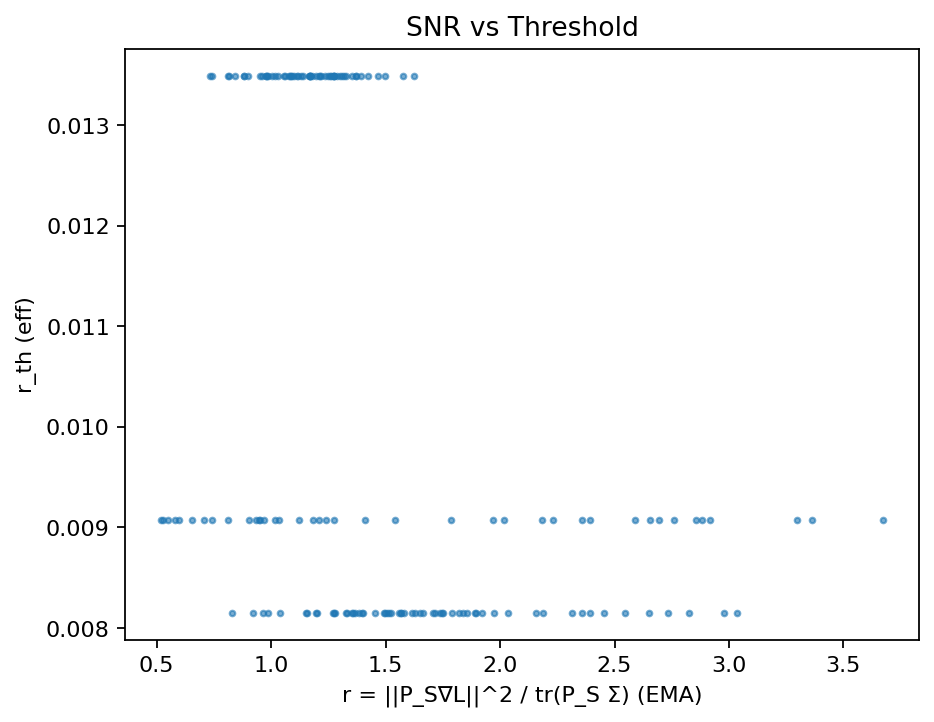 SNR vs Threshold
0.013
0.012
0.011
0.010
0.009
0.008
r_th (eff)
0.5 1.0 1.5 2.0 2.5 3.0 3.5
r = ||P_S∇L||^2 / tr(P_S Σ) (EMA)